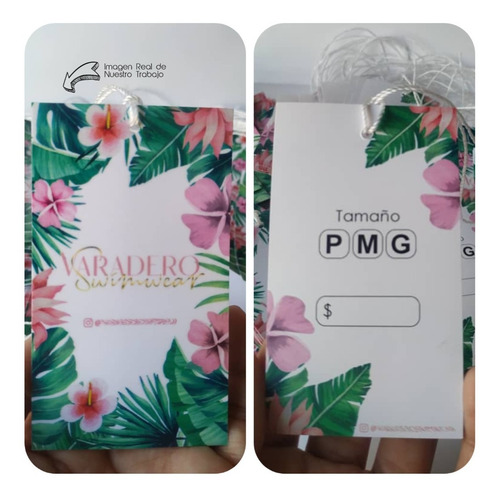 Imagen Real de
Nuestro Trabajo
VARADERO
Swimwear
Tamaño
P M G
$
G